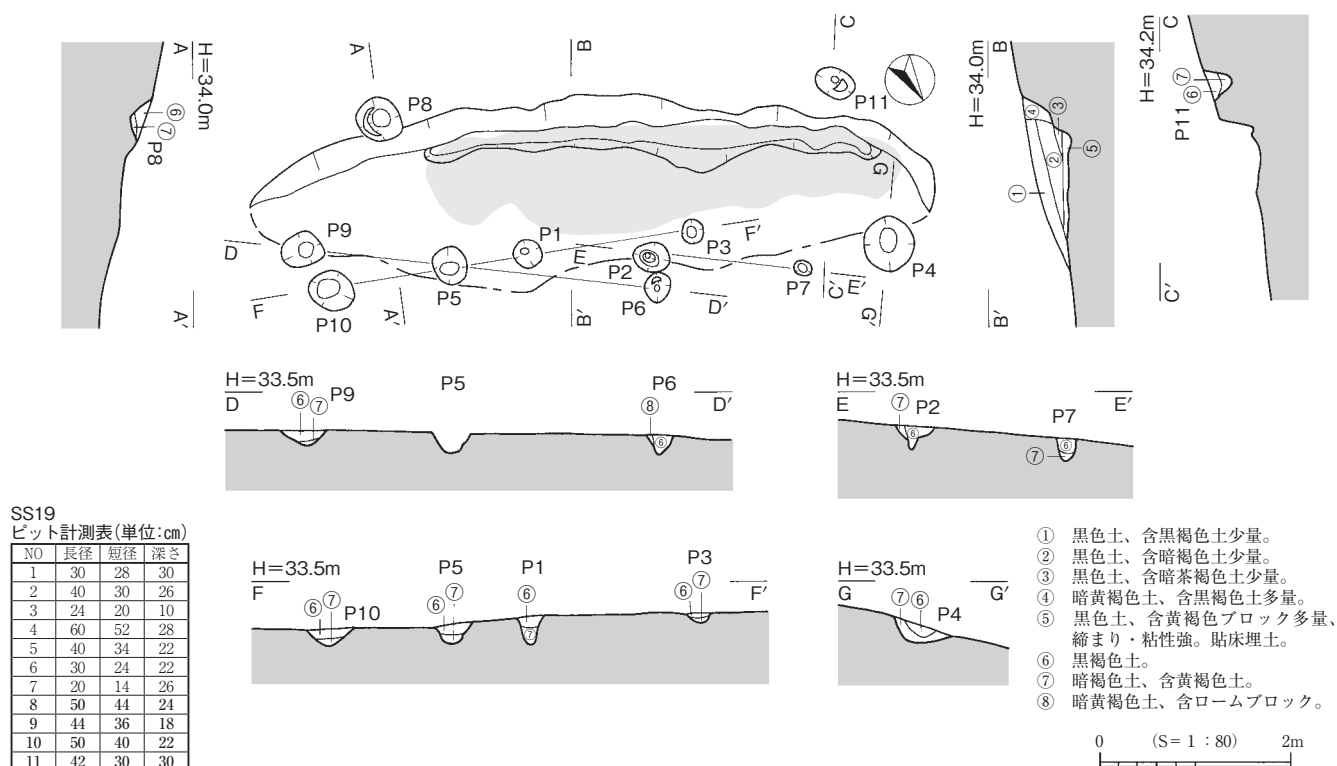 A
H=34.0m
⑥
⑦
P8
A′
A
B
C
P8
P11
G
P9
P1
F′
D
E
P3
P2
P4
P5
P7
C′
E′
F
P10
P6
D′
A′
B′
G′
B
H=34.0m
④
③
②
⑤
①
B′
C
H=34.2m
⑦
⑥
P11
C′
H=33.5m
D
⑥
⑦
P9
P5
P6
⑧
⑥
D′
H=33.5m
E
⑦
P2
⑥
P7
⑥
⑦
E′
H=33.5m
F
⑥
⑦
P10
P5
⑥
⑦
P1
⑥
⑦
P3
⑥
⑦
F′
H=33.5m
G
⑦
⑥
P4
G′
SS19
ピット計測表(単位:㎝)
NO 長径 短径 深さ
1 30 28 30
2 40 30 26
3 24 20 10
4 60 52 28
5 40 34 22
6 30 24 22
7 20 14 26
8 50 44 24
9 44 36 18
10 50 40 22
11 42 30 30
① 黒色土、含黒褐色土少量。
② 黒色土、含暗褐色土少量。
③ 黒色土、含暗茶褐色土少量。
④ 暗黄褐色土、含黒褐色土多量。
⑤ 黒色土、含黄褐色ブロック多量、
締まり・粘性強。貼床埋土。
⑥ 黒褐色土。
⑦ 暗褐色土、含黄褐色土。
⑧ 暗黄褐色土、含ロームブロック。
0 (S=1:80) 2m